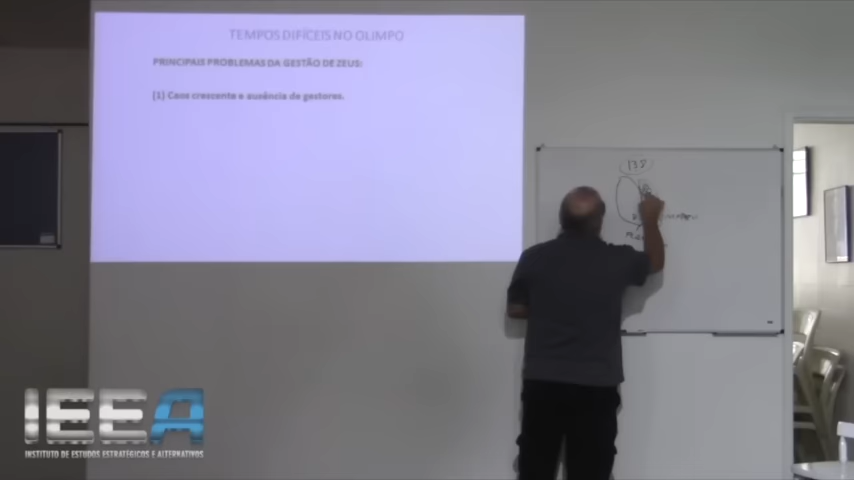 TEMPOS DIFÍCEIS NO OLIMPO
PRINCIPAIS PROBLEMAS DA GESTÃO DE ZEUS:
(1) Caos crescente e ausência de gestores.
135
IEEA
INSTITUTO DE ESTUDOS ESTRATÉGICOS E ALTERNATIVOS